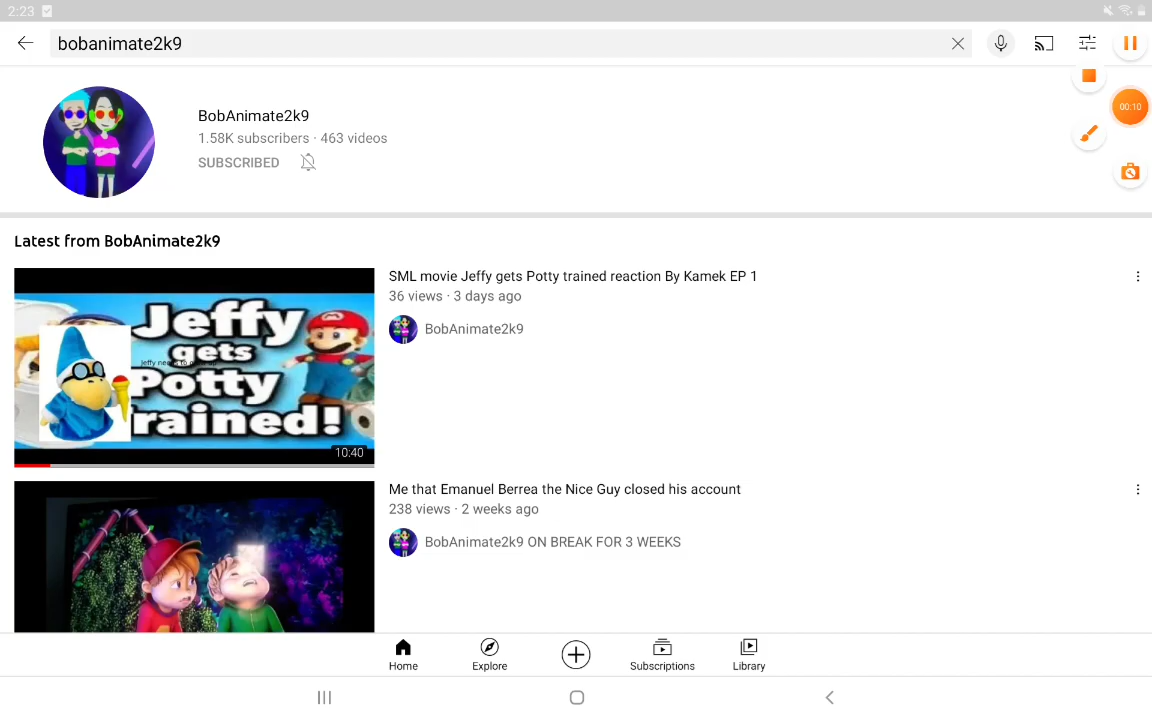 2:23
bobanimate2k9
00:10
BobAnimate2k9
1.58K subscribers · 463 videos
SUBSCRIBED
Latest from BobAnimate2k9
Jeffy
gets
Potty
rained!
10:40
SML movie Jeffy gets Potty trained reaction By Kamek EP 1
36 views · 3 days ago
BobAnimate2k9
Me that Emanuel Berrea the Nice Guy closed his account
238 views · 2 weeks ago
BobAnimate2k9 ON BREAK FOR 3 WEEKS
Home
Explore
Subscriptions
Library